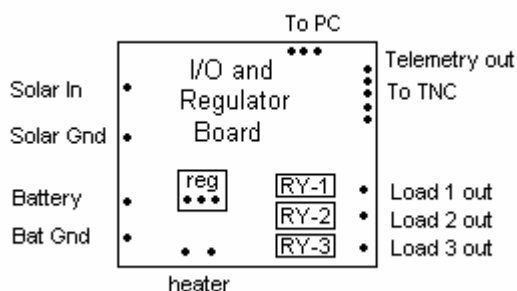 To PC
I/O and
Regulator
Board
Telemetry out
To TNC
Solar In
Solar Gnd
Battery
Bat Gnd
reg
RY-1
RY-2
RY-3
Load 1 out
Load 2 out
Load 3 out
heater